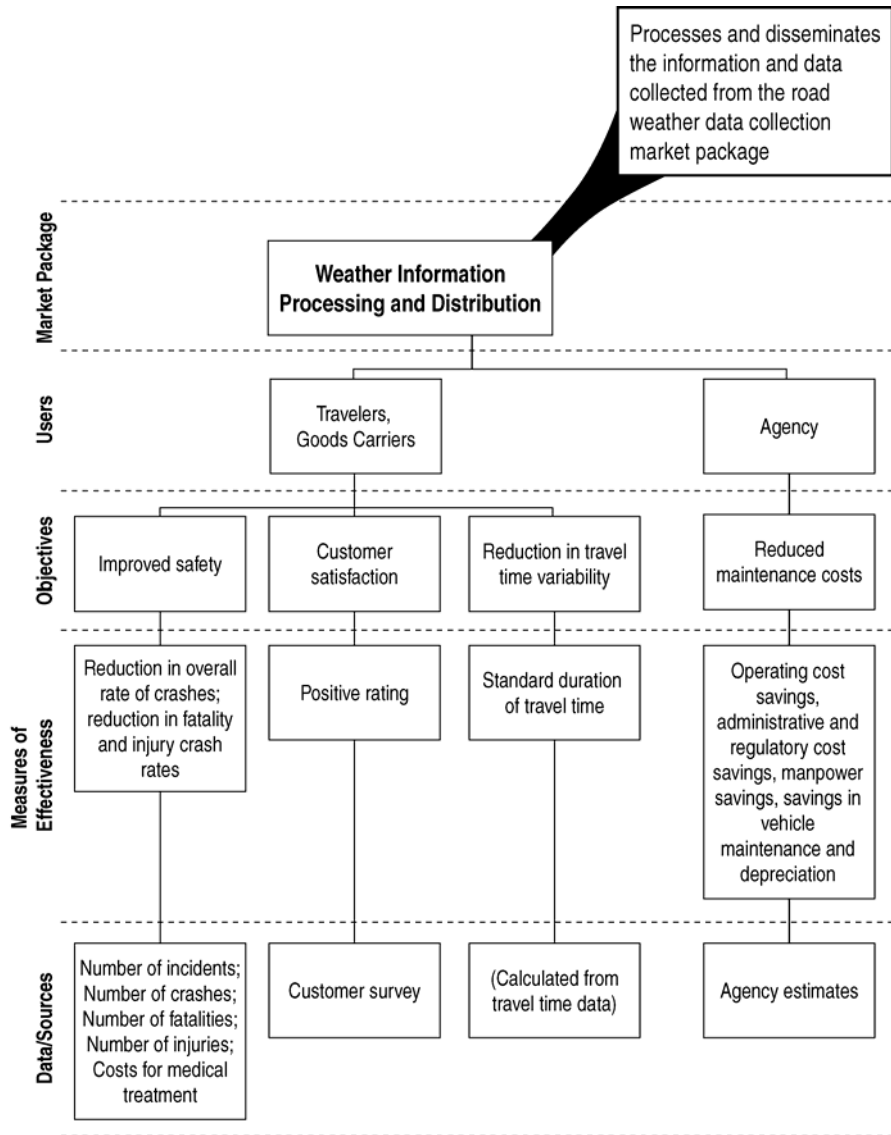 Processes and disseminates
the information and data
collected from the road
weather data collection
market package
Market Package
Weather Information
Processing and Distribution
Users
Travelers,
Goods Carriers
Agency
Objectives
Improved safety
Customer
satisfaction
Reduction in travel
time variability
Reduced
maintenance costs
Measures of
Effectiveness
Reduction in overall
rate of crashes;
reduction in fatality
and injury crash
rates
Positive rating
Standard duration
of travel time
Operating cost
savings,
administrative and
regulatory cost
savings, manpower
savings, savings in
vehicle
maintenance and
depreciation
Data/Sources
Number of incidents;
Number of crashes;
Number of fatalities;
Number of injuries;
Costs for medical
treatment
Customer survey
(Calculated from
travel time data)
Agency estimates